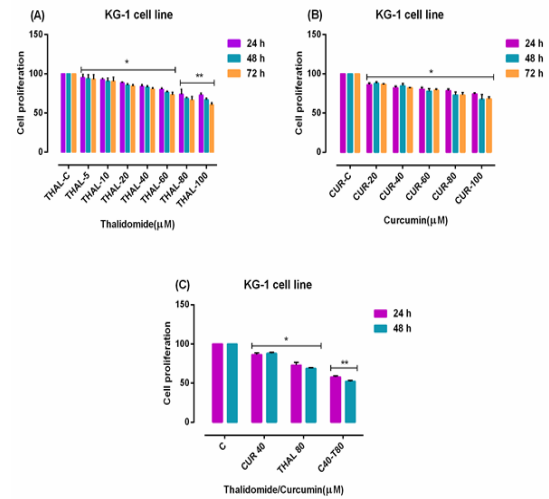 (A)
KG-1 cell line
150
100
50
0
Cell proliferation
*
**
24 h
48 h
72 h
THAL-C
THAL-5
THAL-10
THAL-20
THAL-40
THAL-60
THAL-80
THAL-100
Thalidomide(µM)
(B)
KG-1 cell line
150
100
50
0
Cell proliferation
*
24 h
48 h
72 h
CUR-C
CUR-20
CUR-40
CUR-60
CUR-80
CUR-100
Curcumin(µM)
(C)
KG-1 cell line
150
100
50
0
Cell proliferation
*
**
24 h
48 h
C
CUR 40
THAL 80
C40-T80
Thalidomide/Curcumin(µM)